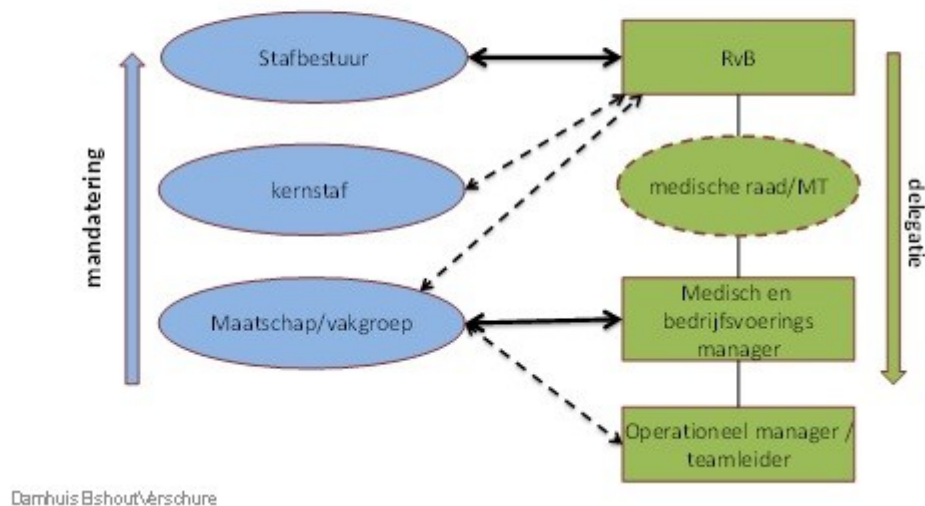 Stafbestuur
RvB
mandatering
kernstaf
medische raad/MT
delegatie
Maatschap/vakgroep
Medisch en
bedrijfsvoerings
manager
Operationeel manager /
teamleider
Damhuis Elshout Verschure